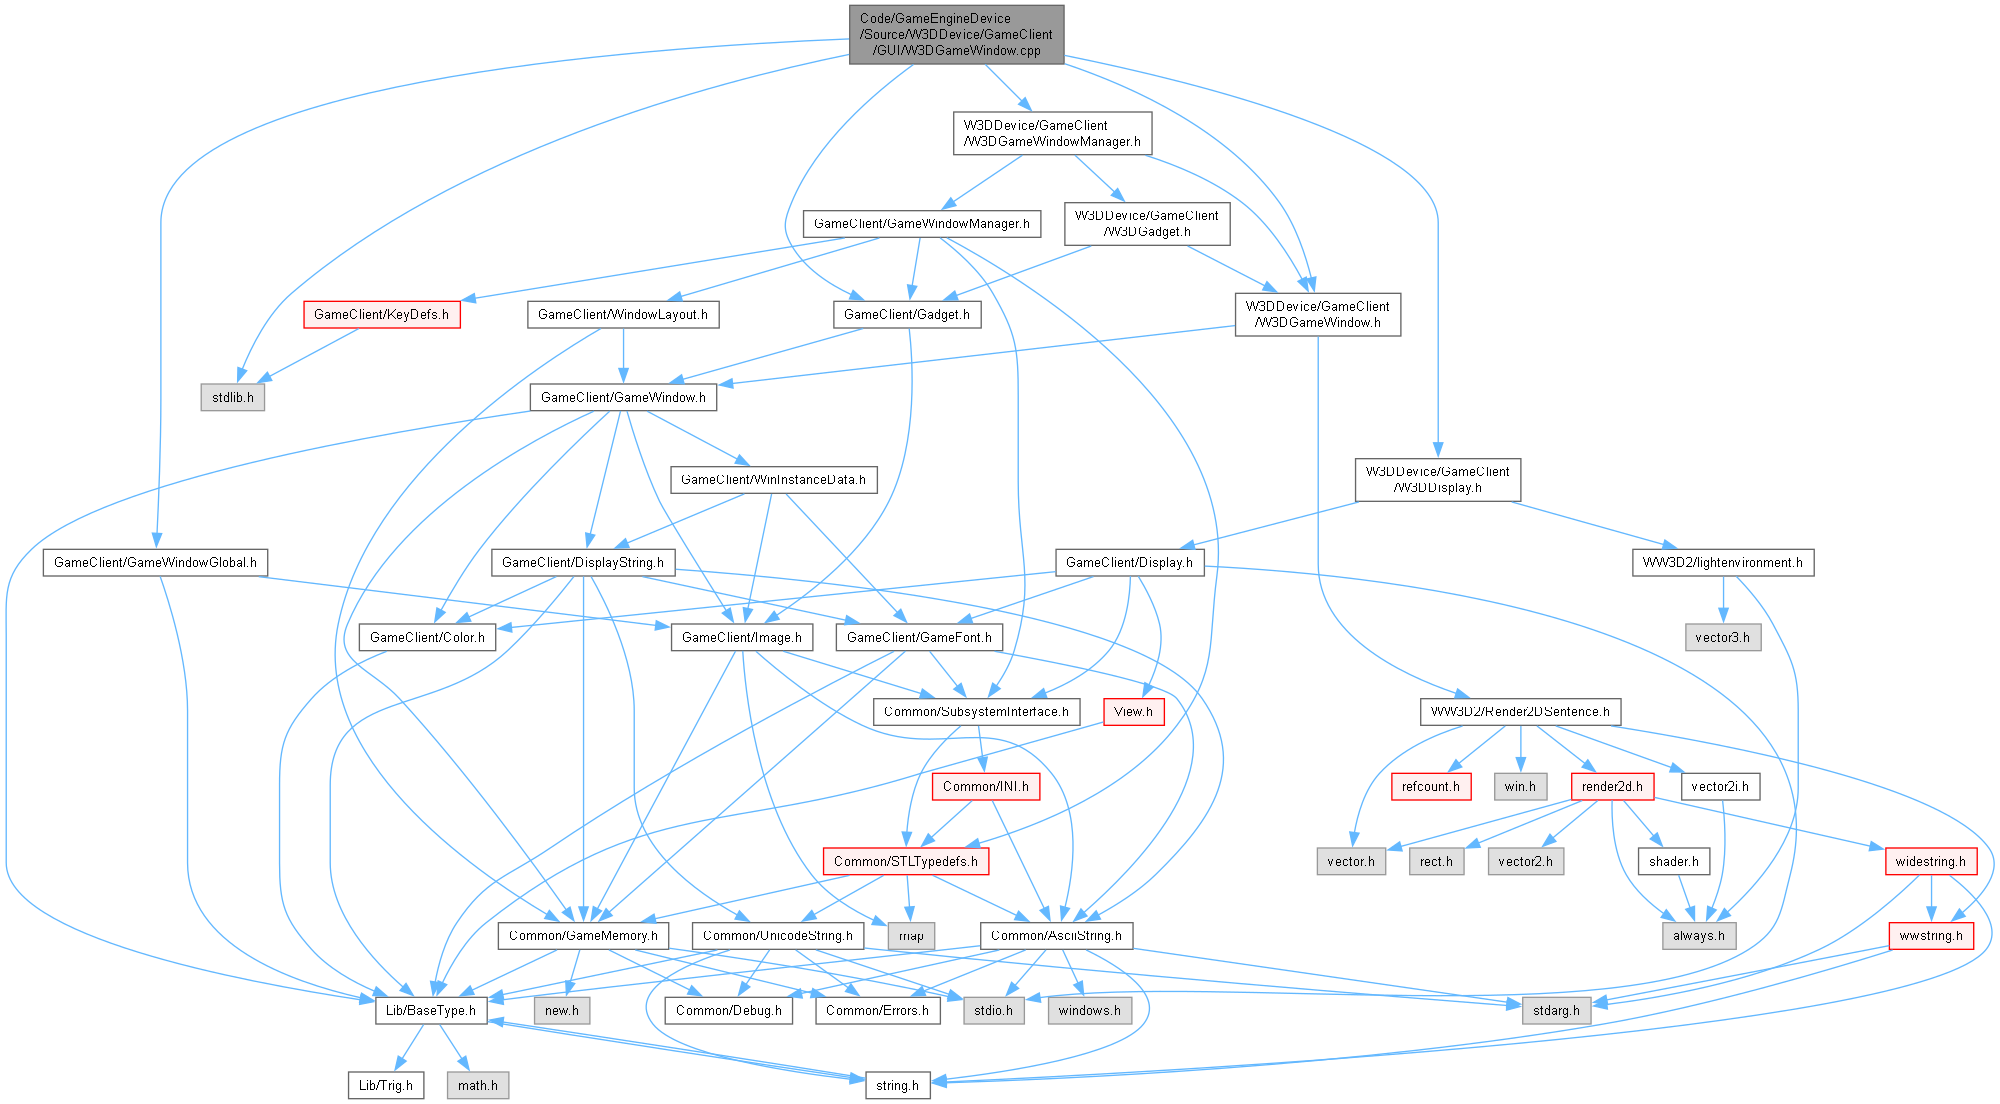 Code/GameEngineDevice
/Source/W3DDevice/GameClient
/GUI/W3DGameWindow.cpp
W3DDevice/GameClient
/W3DGameWindowManager.h
GameClient/GameWindowManager.h
W3DDevice/GameClient
/W3DGadget.h
GameClient/KeyDefs.h
GameClient/WindowLayout.h
GameClient/Gadget.h
W3DDevice/GameClient
/W3DGameWindow.h
stdlib.h
GameClient/GameWindow.h
GameClient/WinInstanceData.h
W3DDevice/GameClient
/W3DDisplay.h
GameClient/GameWindowGlobal.h
GameClient/DisplayString.h
GameClient/Display.h
WW3D2/lightenvironment.h
GameClient/Color.h
GameClient/Image.h
GameClient/GameFont.h
vector3.h
Common/SubsystemInterface.h
View.h
WW3D2/Render2DSentence.h
Common/INI.h
refcount.h
win.h
render2d.h
vector2i.h
Common/STLTypedefs.h
vector.h
rect.h
vector2.h
shader.h
widestring.h
Common/GameMemory.h
Common/UnicodeString.h
map
Common/AsciiString.h
always.h
wwstring.h
Lib/BaseType.h
new.h
Common/Debug.h
Common/Errors.h
stdio.h
windows.h
stdarg.h
Lib/Trig.h
math.h
string.h